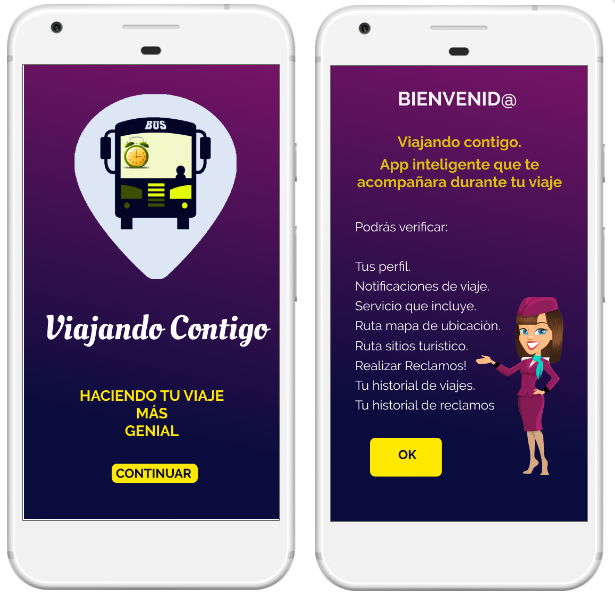 BUS
Viajando Contigo
HACIENDO TU VIAJE
MÁS
GENIAL
CONTINUAR
BIENVENID@
Viajando contigo.
App inteligente que te
acompañara durante tu viaje
Podrás verificar:
Tus perfil.
Notificaciones de viaje.
Servicio que incluye.
Ruta mapa de ubicaciòn.
Ruta sitios turistico.
Realizar Reclamos!
Tu historial de viajes.
Tu historial de reclamos
OK